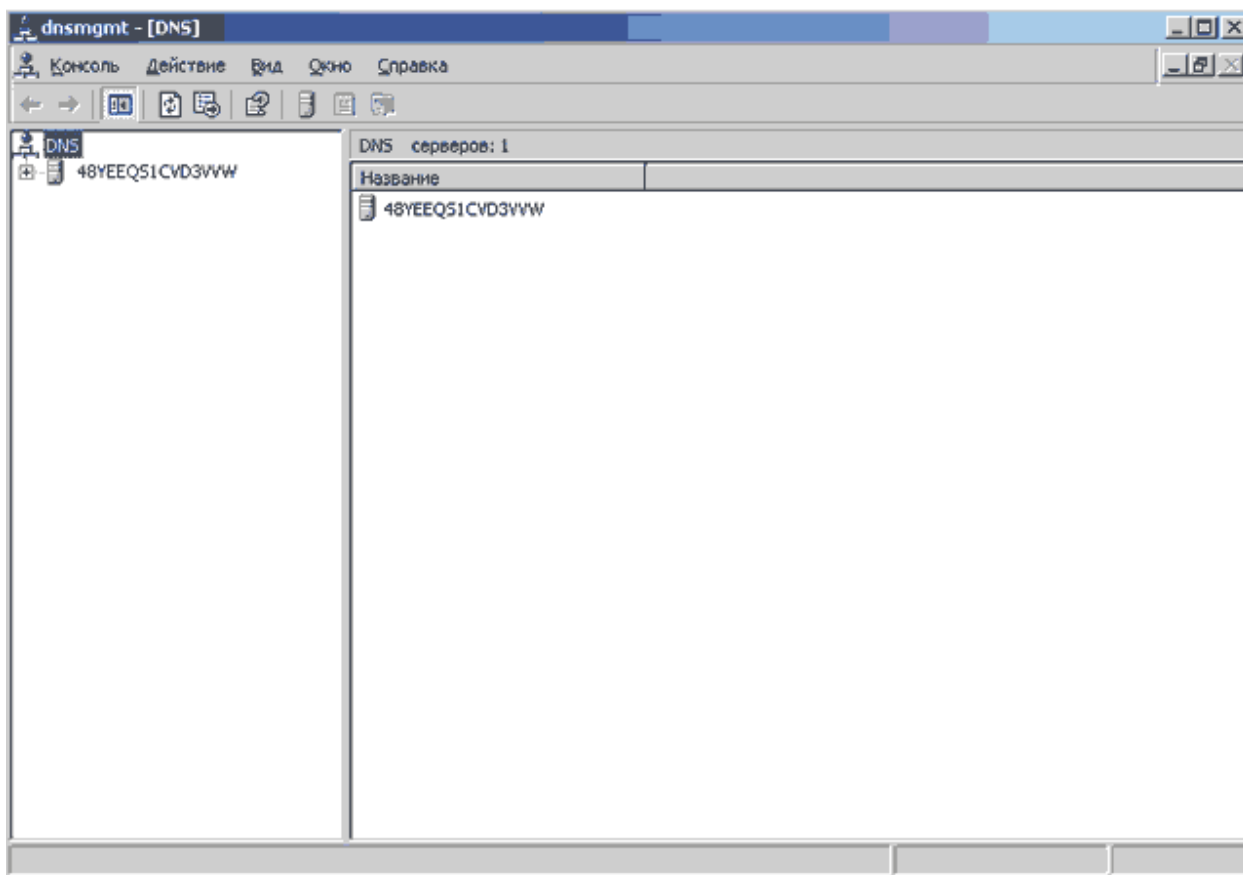 dnsmgmt - [DNS]
Консоль Действие Вид Окно Справка
DNS
48YEEQS1CVD3VVW
DNS серверов: 1
Название
48YEEQS1CVD3VVW